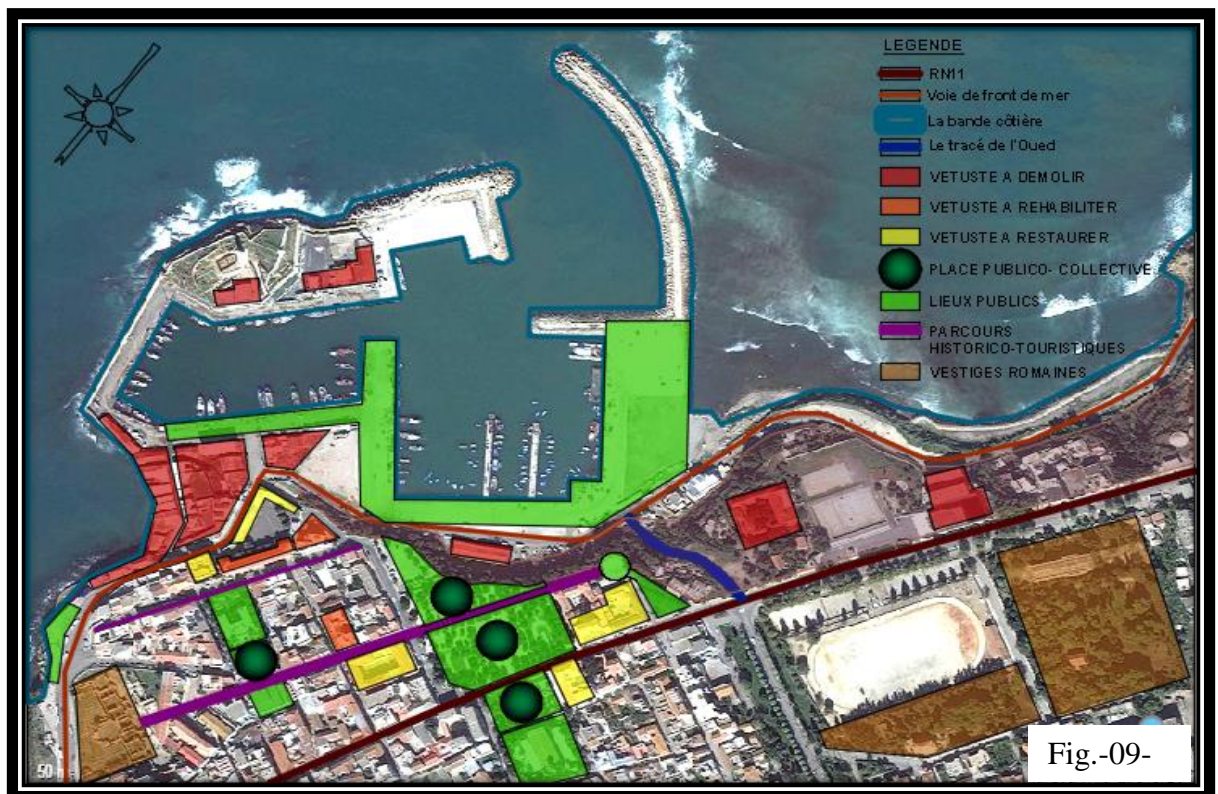 LEGENDE
RN11
Voie de front de mer
La bande côtière
Le tracé de l'Oued
VETUSTE A DEMOLIR
VETUSTE A REHABILITER
VETUSTE A RESTAURER
PLACE PUBLICO- COLLECTIVE
LIEUX PUBLICS
PARCOURS
HISTORICO-TOURISTIQUES
VESTIGES ROMAINES
50 m
Fig.-09-